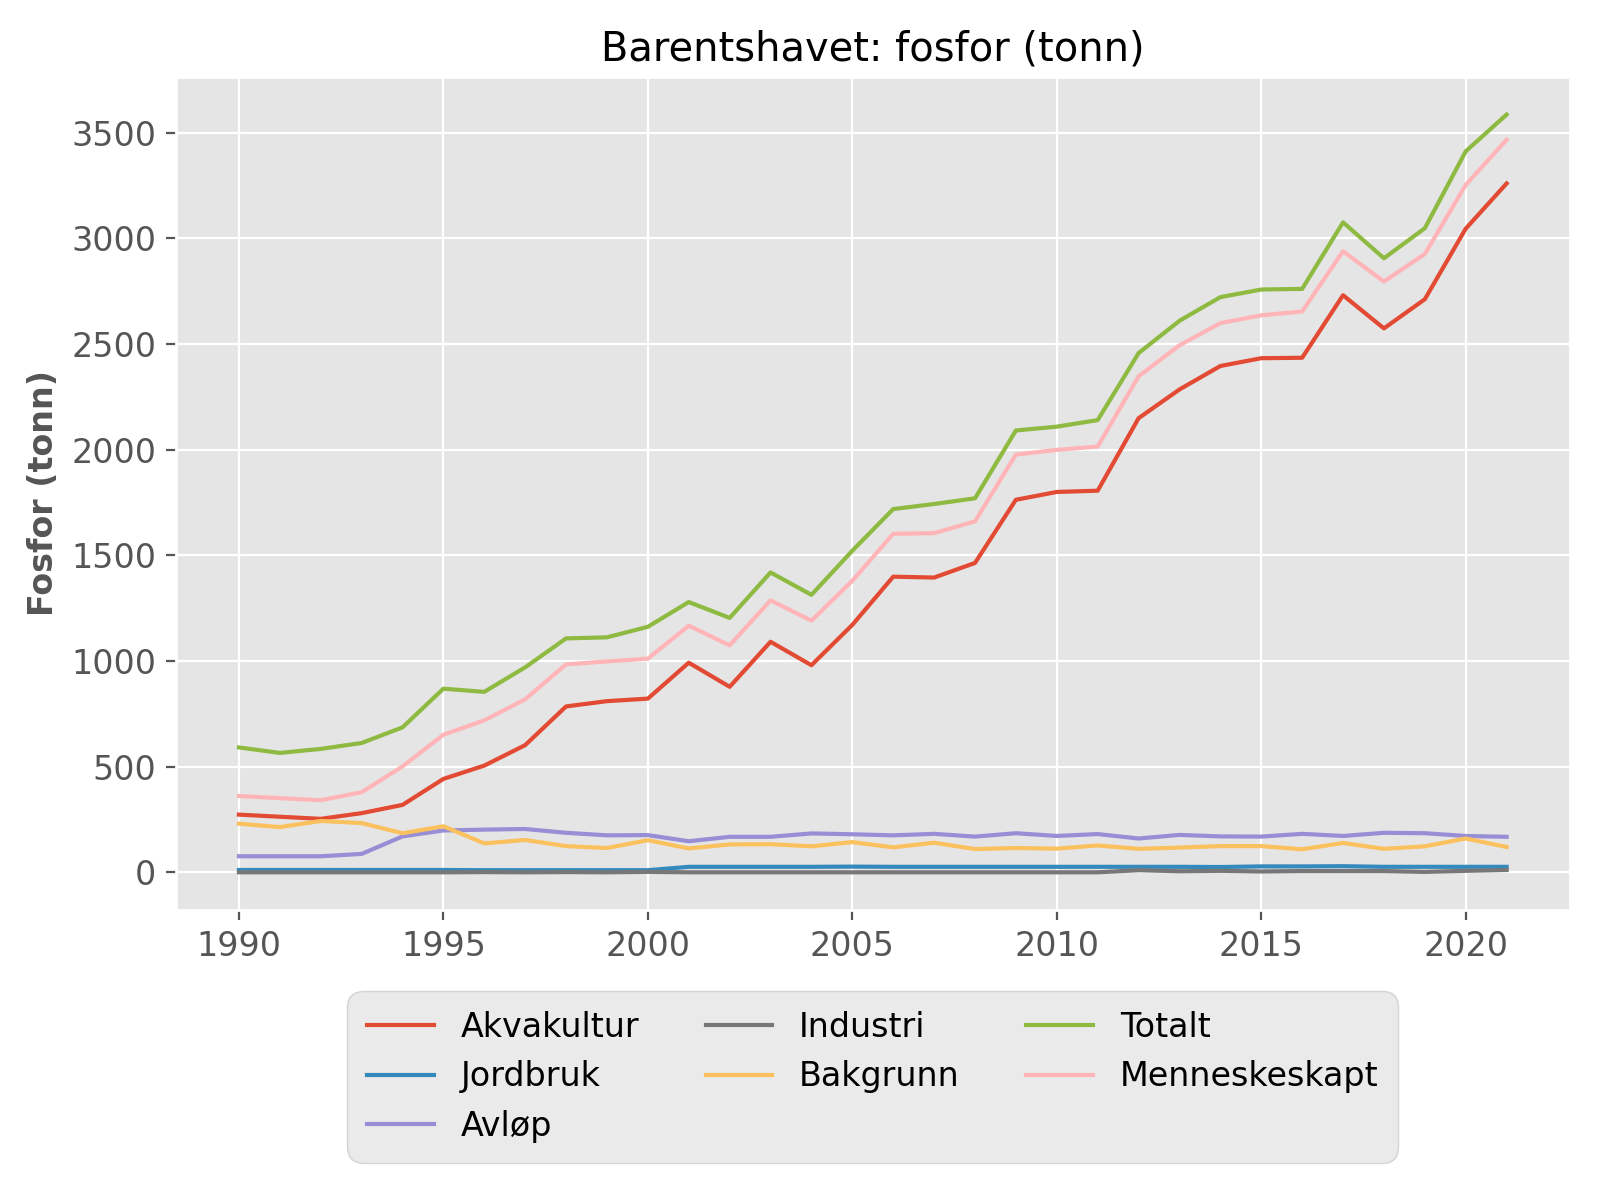 Barentshavet: fosfor (tonn)
Fosfor (tonn)
3500
3000
2500
2000
1500
1000
500
0
1990 1995 2000 2005 2010 2015 2020
Akvakultur Industri Totalt
Jordbruk Bakgrunn Menneskeskapt
Avløp